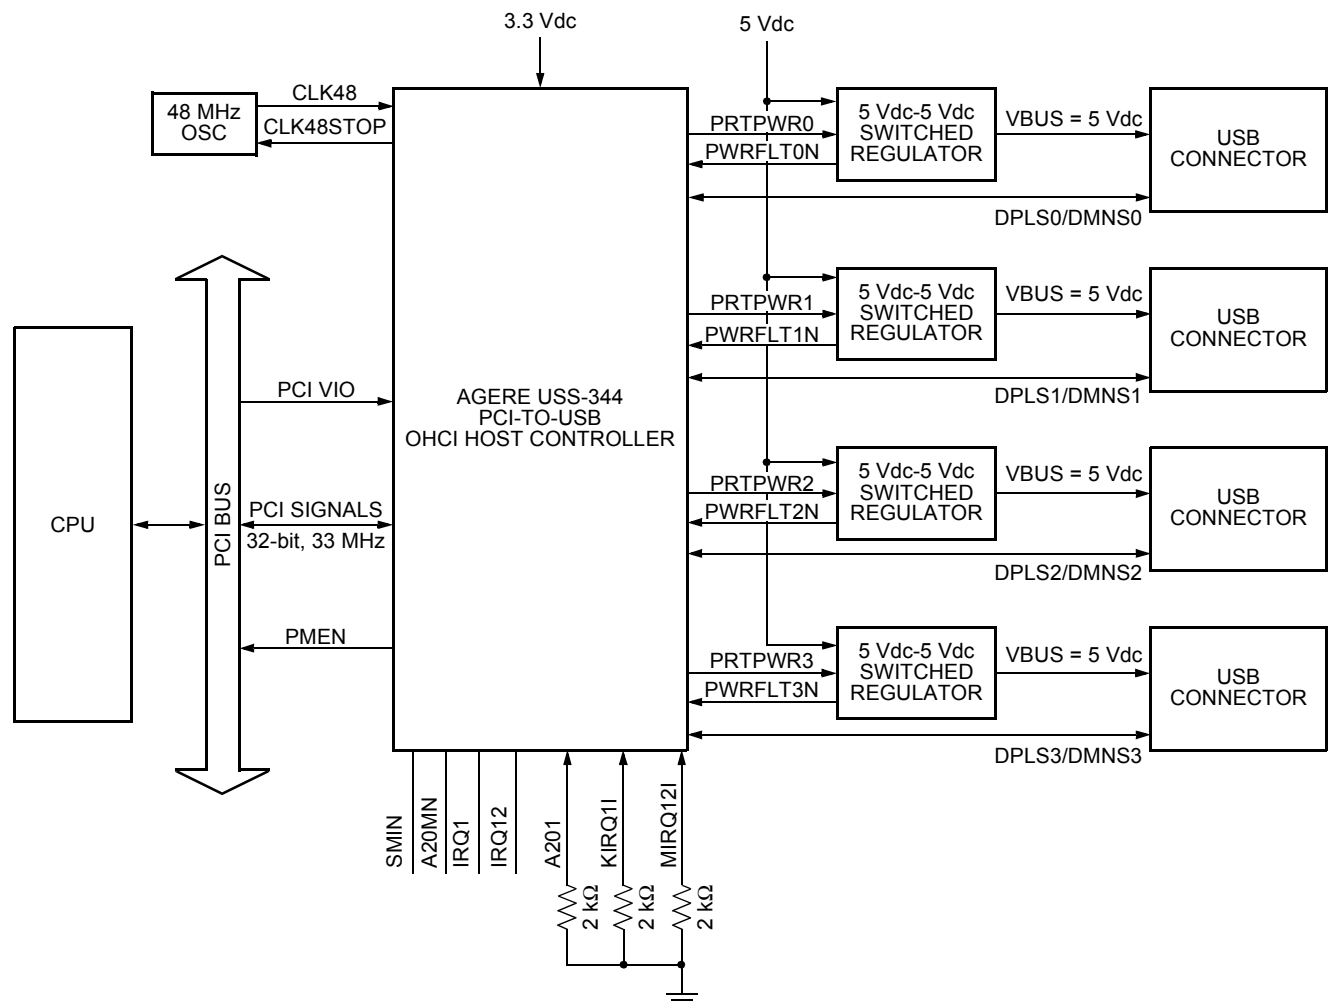 3.3 Vdc
5 Vdc
48 MHz
OSC
CLK48
CLK48STOP
PRTPWR0
PWRFLT0N
5 Vdc-5 Vdc
SWITCHED
REGULATOR
VBUS = 5 Vdc
USB
CONNECTOR
DPLS0/DMNS0
PRTPWR1
PWRFLT1N
5 Vdc-5 Vdc
SWITCHED
REGULATOR
VBUS = 5 Vdc
USB
CONNECTOR
DPLS1/DMNS1
CPU
PCI BUS
PCI VIO
PCI SIGNALS
32-bit, 33 MHz
PMEN
AGERE USS-344
PCI-TO-USB
OHCI HOST CONTROLLER
PRTPWR2
PWRFLT2N
5 Vdc-5 Vdc
SWITCHED
REGULATOR
VBUS = 5 Vdc
USB
CONNECTOR
DPLS2/DMNS2
PRTPWR3
PWRFLT3N
5 Vdc-5 Vdc
SWITCHED
REGULATOR
VBUS = 5 Vdc
USB
CONNECTOR
DPLS3/DMNS3
SMIN
A20MN
IRQ1
IRQ12
A201
KIRQ1I
MIRQ12I
2 kΩ
2 kΩ
2 kΩ